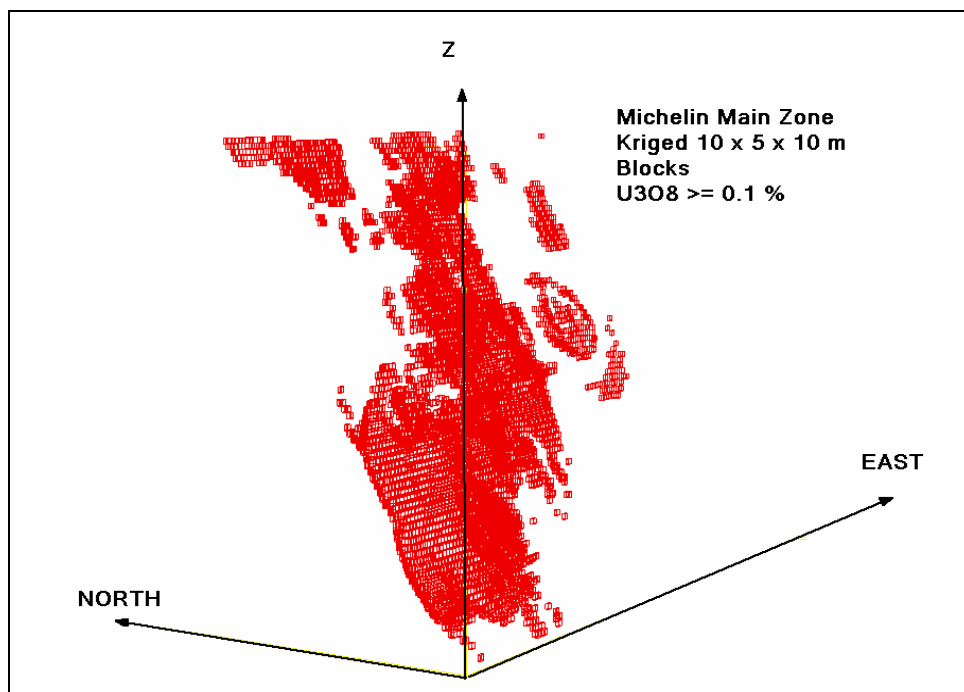 Z
Michelin Main Zone
Kriged 10 x 5 x 10 m
Blocks
U3O8 >= 0.1 %
EAST
NORTH